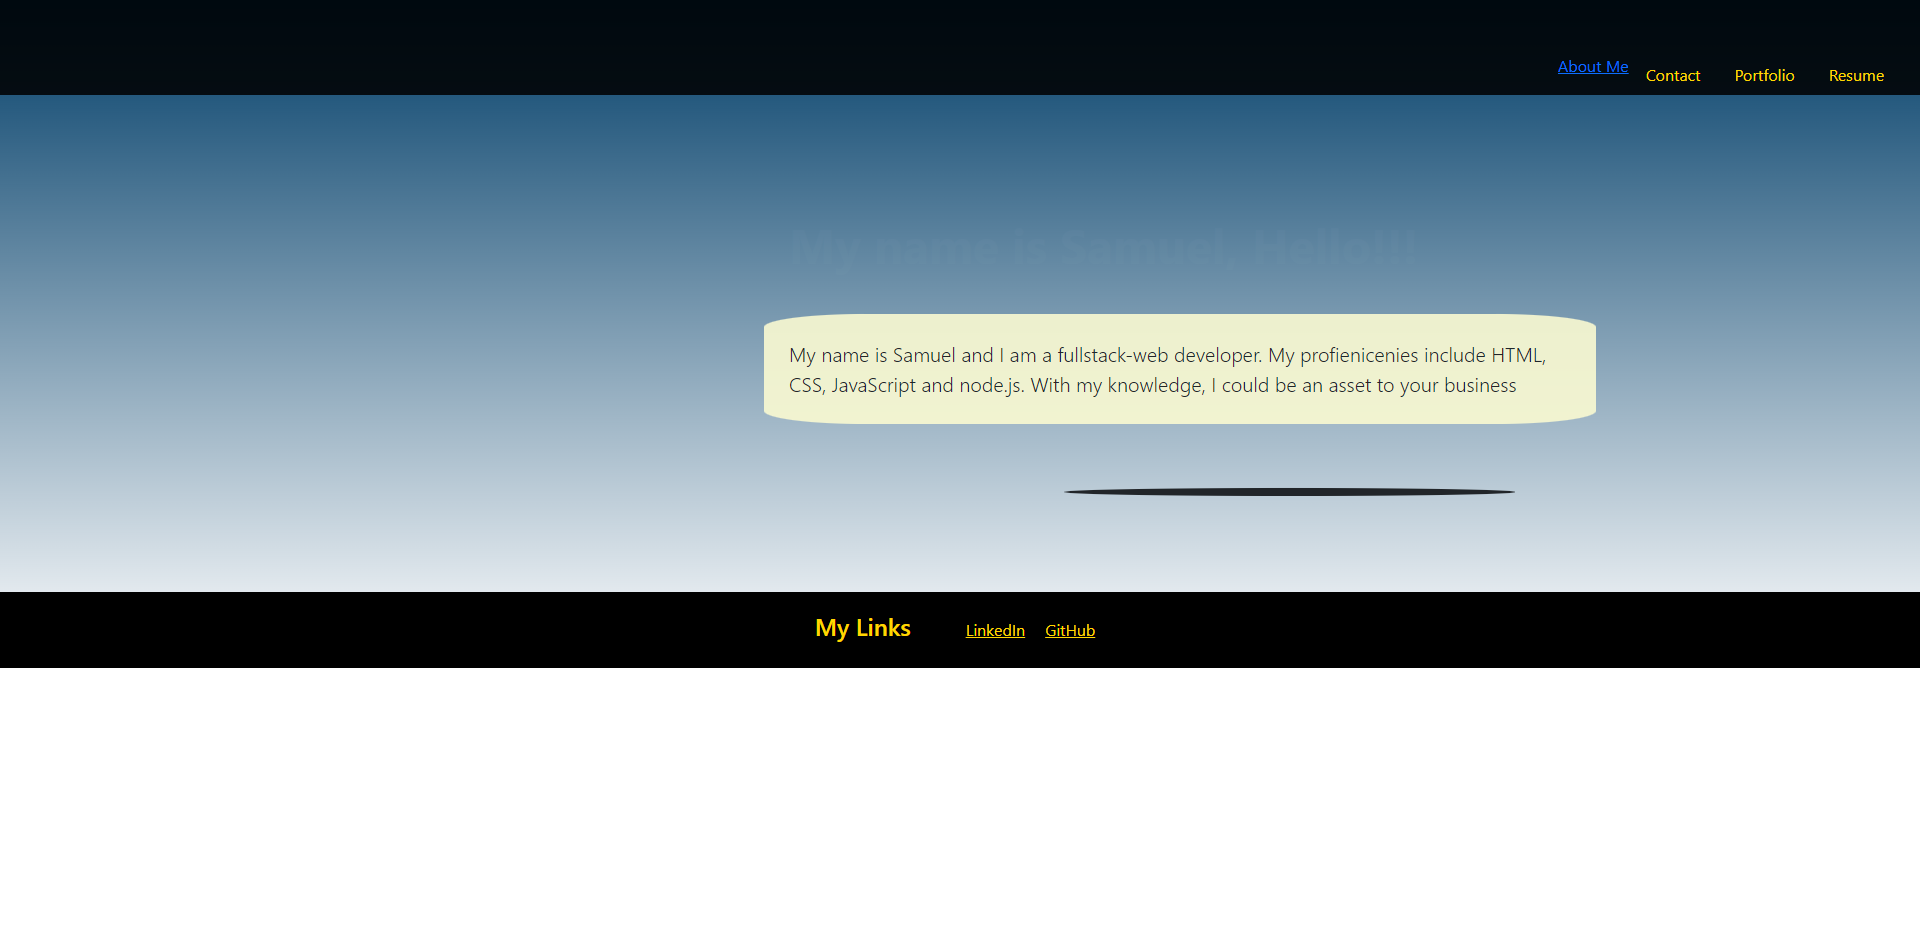 About Me Contact Portfolio Resume
My name is Samuel, Hello!!!
My name is Samuel and I am a fullstack-web developer. My profienicenies include HTML,
CSS, JavaScript and node.js. With my knowledge, I could be an asset to your business
My Links LinkedIn GitHub